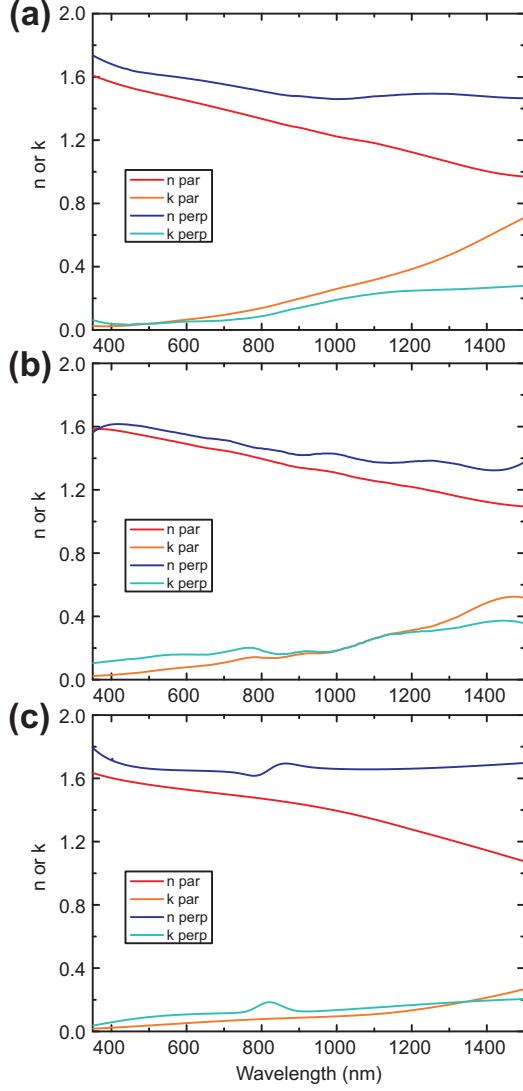 (a)
2.0
1.6
1.2
0.8
0.4
0.0
n or k
n par
k par
n perp
k perp
400 600 800 1000 1200 1400
(b)
2.0
1.6
1.2
0.8
0.4
0.0
n or k
n par
k par
n perp
k perp
400 600 800 1000 1200 1400
(c)
2.0
1.6
1.2
0.8
0.4
0.0
n or k
n par
k par
n perp
k perp
400 600 800 1000 1200 1400
Wavelength (nm)